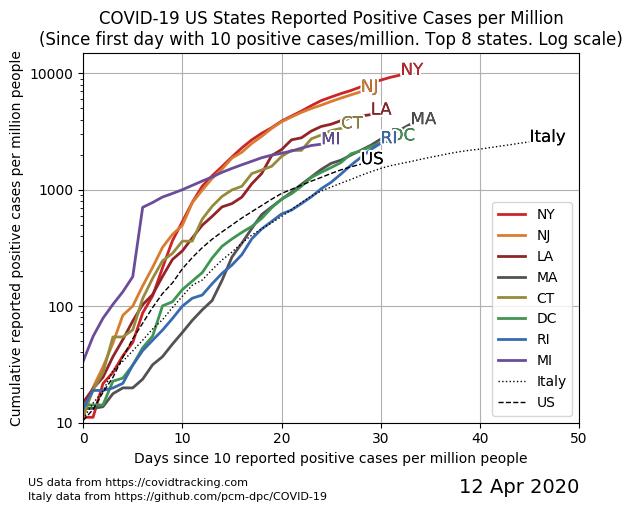 COVID-19 US States Reported Positive Cases per Million
(Since first day with 10 positive cases/million. Top 8 states. Log scale)
Cumulative reported positive cases per million people
10000
1000
100
10
NY
NJ
LA
MA
CT
DC
RI
MI
US
Italy
NY
NJ
LA
MA
CT
DC
RI
MI
Italy
US
0 10 20 30 40 50
Days since 10 reported positive cases per million people
US data from https://covidtracking.com
Italy data from https://github.com/pcm-dpc/COVID-19
12 Apr 2020